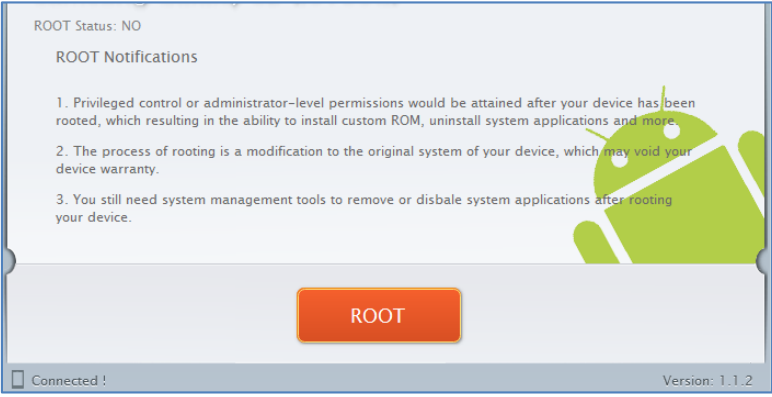 ROOT Status: NO
ROOT Notifications
1. Privileged control or administrator-level permissions would be attained after your device has been
rooted, which resulting in the ability to install custom ROM, uninstall system applications and more.
2. The process of rooting is a modification to the original system of your device, which may void your
device warranty.
3. You still need system management tools to remove or disbale system applications after rooting
your device.
ROOT
Connected !
Version: 1.1.2